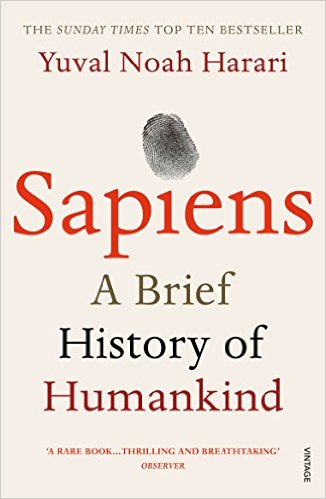 THE SUNDAY TIMES TOP TEN BESTSELLER
Yuval Noah Harari
Sapiens
A Brief
History of
Humankind
‘A RARE BOOK...THRILLING AND BREATHTAKING’
OBSERVER
VINTAGE